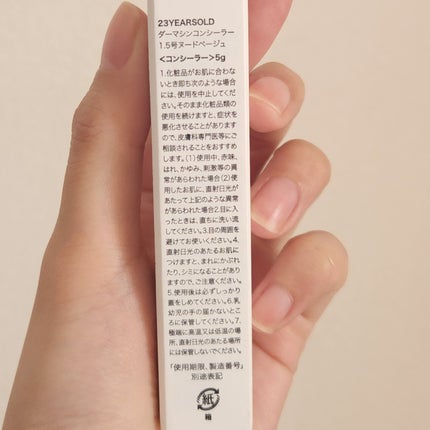 23YEARSOLD
ダーマシンコンシーラー
1.5号ヌードベージュ
<コンシーラー>5g
1.化粧品がお肌に合わない
とき即ち次のような場合
には、使用を中止してくだ
さい。そのまま化粧品類の
使用を続けますと、症状を
悪化させることがあります
ので、皮膚科専門医等にご
相談されることをおすすめ
します。(1)使用中、赤味、
はれ、かゆみ、刺激等の異
常があらわれた場合(2)使
用したお肌に、直射日光が
あたって上記のような異常
があらわれた場合2.目に入
ったときは、直ちに洗い流
してください。3.目の周囲を
避けてお使いください。4.
直射日光のあたるお肌に
つけますと、まれにかぶれ
たり、シミになることがあり
ますので、ご注意ください。
5.使用後は必ずしっかり
蓋をしめてください。6.乳
幼児の手の届かないとこ
ろに保管してください。7.
極端に高温又は低温の場
所、直射日光のあたる場所
には保管しないでください。
「使用期限、製造番号」
別途表記
紙
箱